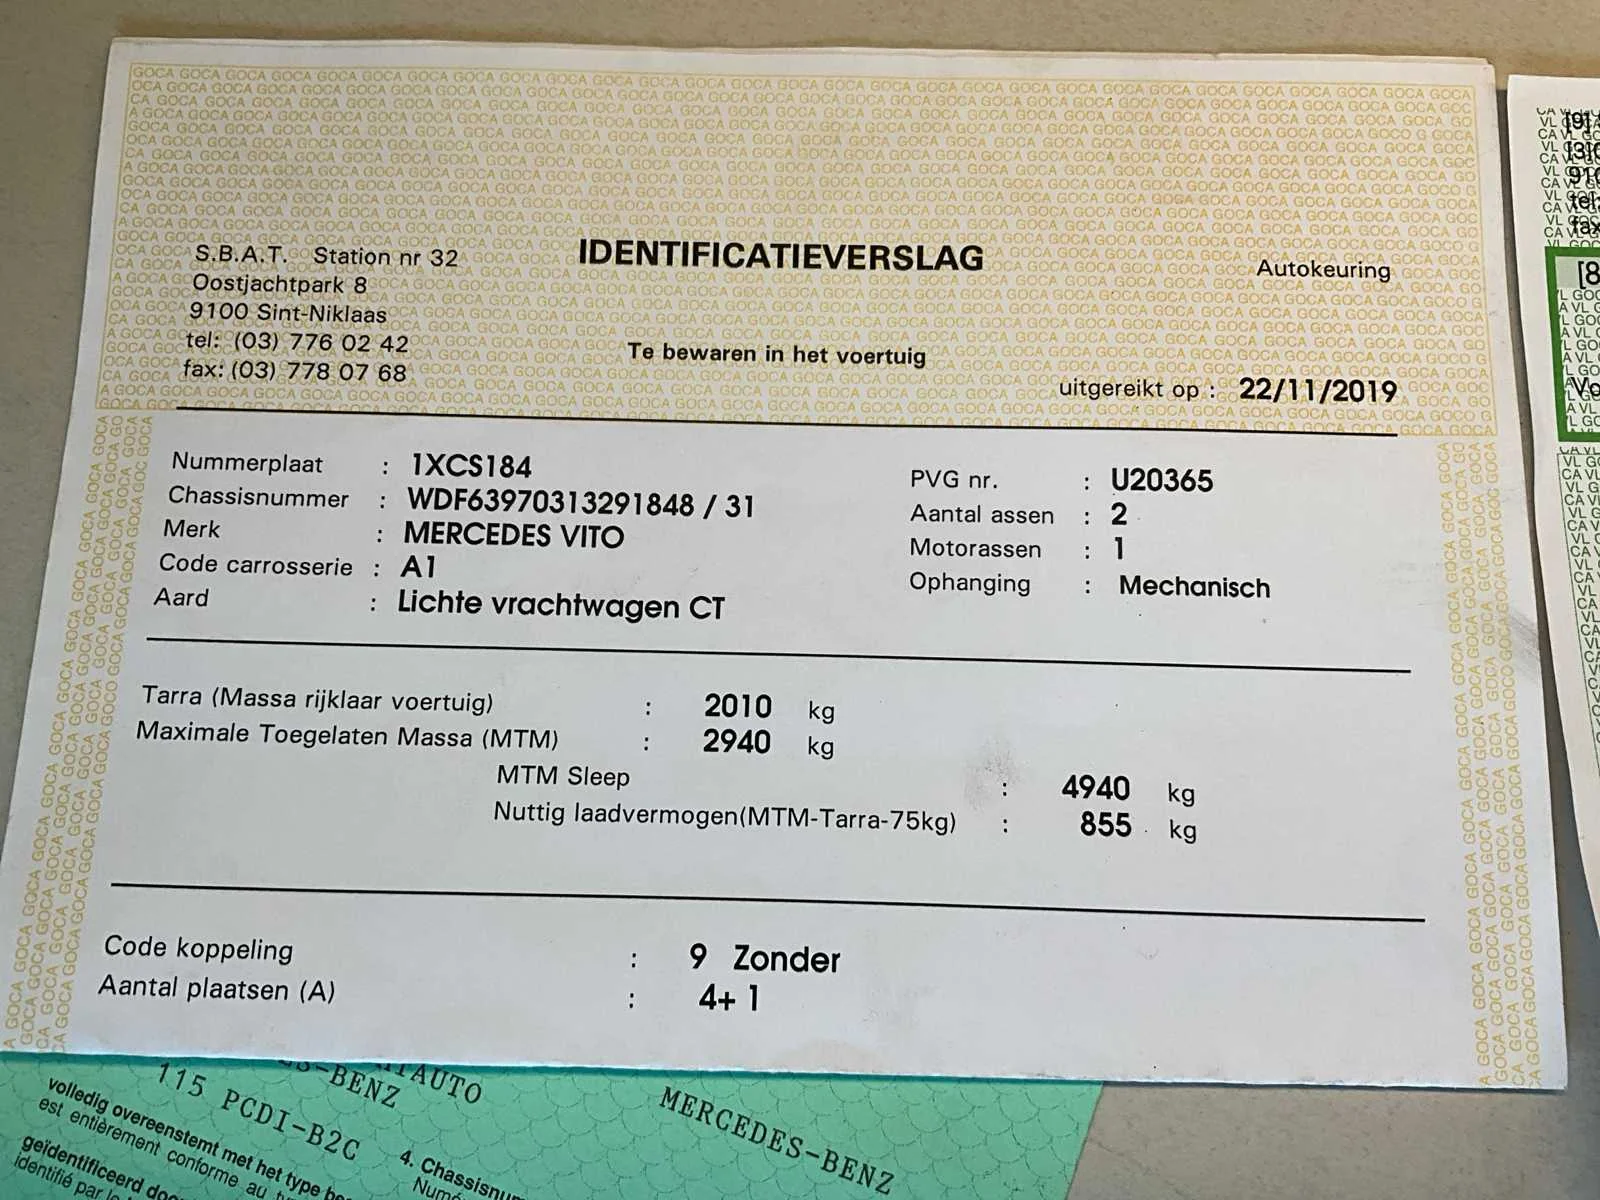 S.B.A.T. Station nr 32
Oostjachtpark 8
9100 Sint-Niklaas
tel: (03) 776 02 42
fax: (03) 778 07 68
IDENTIFICATIEVERSLAG
Te bewaren in het voertuig
Autokeuring
uitgereikt op : 22/11/2019
Nummerplaat : 1XCS184
Chassisnummer : WDF63970313291848 / 31
Merk : MERCEDES VITO
Code carrosserie : A1
Aard : Lichte vrachtwagen CT
PVG nr. : U20365
Aantal assen : 2
Motorassen : 1
Ophanging : Mechanisch
Tarra (Massa rijklaar voertuig) : 2010 kg
Maximale Toegelaten Massa (MTM) : 2940 kg
MTM Sleep : 4940 kg
Nuttig laadvermogen(MTM-Tarra-75kg) : 855 kg
Code koppeling : 9 Zonder
Aantal plaatsen (A) : 4+ 1
115 PCDI-B2C
MERCEDES-BENZ
volledig overeenstemt met het type
est entièrement conforme au
geïdentificeerd
identifié par
4.